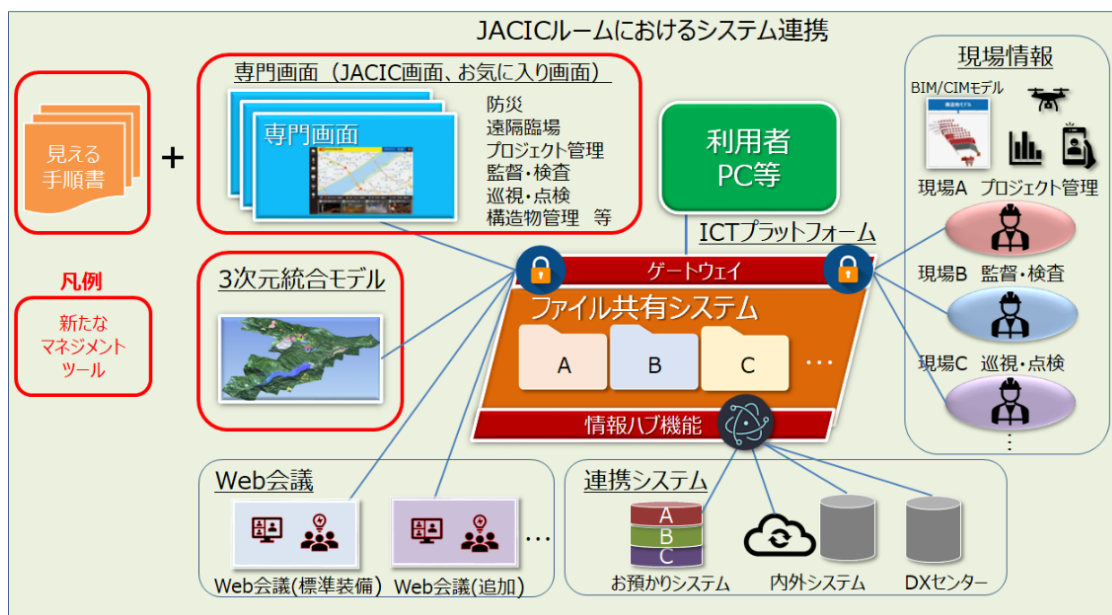 JACICルームにおけるシステム連携
見える
手順書
+
専門画面（JACIC画面、お気に入り画面）
専門画面
防災
遠隔臨場
プロジェクト管理
監督・検査
巡視・点検
構造物管理 等
利用者
PC等
現場情報
BIM/CIMモデル
現場A プロジェクト管理
現場B 監督・検査
現場C 巡視・点検
⋮
凡例
新たな
マネジメント
ツール
3次元統合モデル
ICTプラットフォーム
ゲートウェイ
ファイル共有システム
A
B
C
…
情報ハブ機能
Web会議
Web会議(標準装備)
Web会議(追加)
…
連携システム
A
B
C
お預かりシステム
内外システム
DXセンター